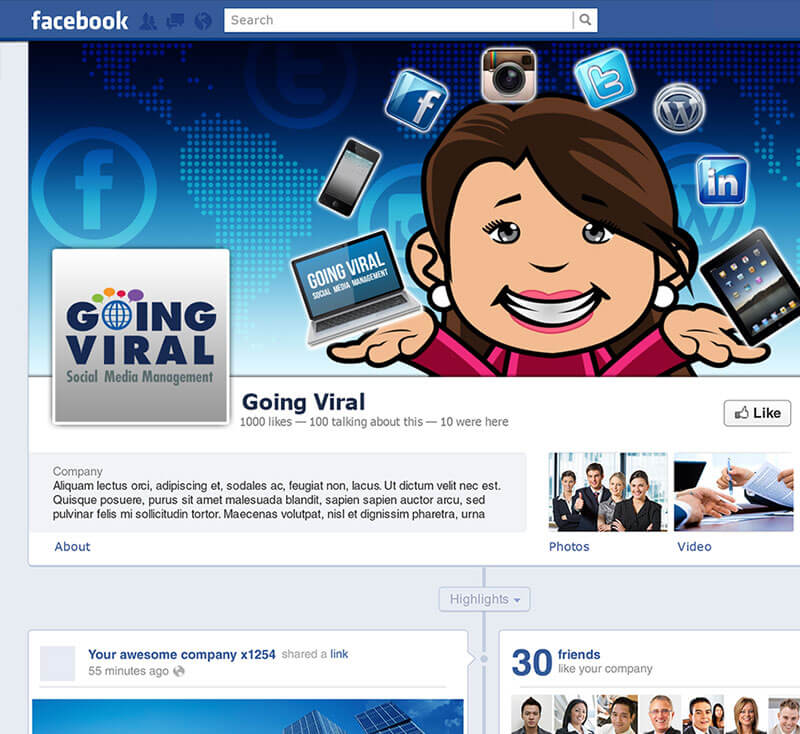 facebook
Search
GOING VIRAL
SOCIAL MEDIA MANAGEMENT
GOING
VIRAL
Social Media Management
Going Viral
1000 likes — 100 talking about this — 10 were here
Like
Company
Aliquam lectus orci, adipiscing et, sodales ac, feugiat non, lacus. Ut dictum velit nec est.
Quisque posuere, purus sit amet malesuada blandit, sapien sapien auctor arcu, sed
pulvinar felis mi sollicitudin tortor. Maecenas volutpat, nisl et dignissim pharetra, urna
About
Photos
Video
Highlights
Your awesome company x1254 shared a link
55 minutes ago
30 friends
like your company